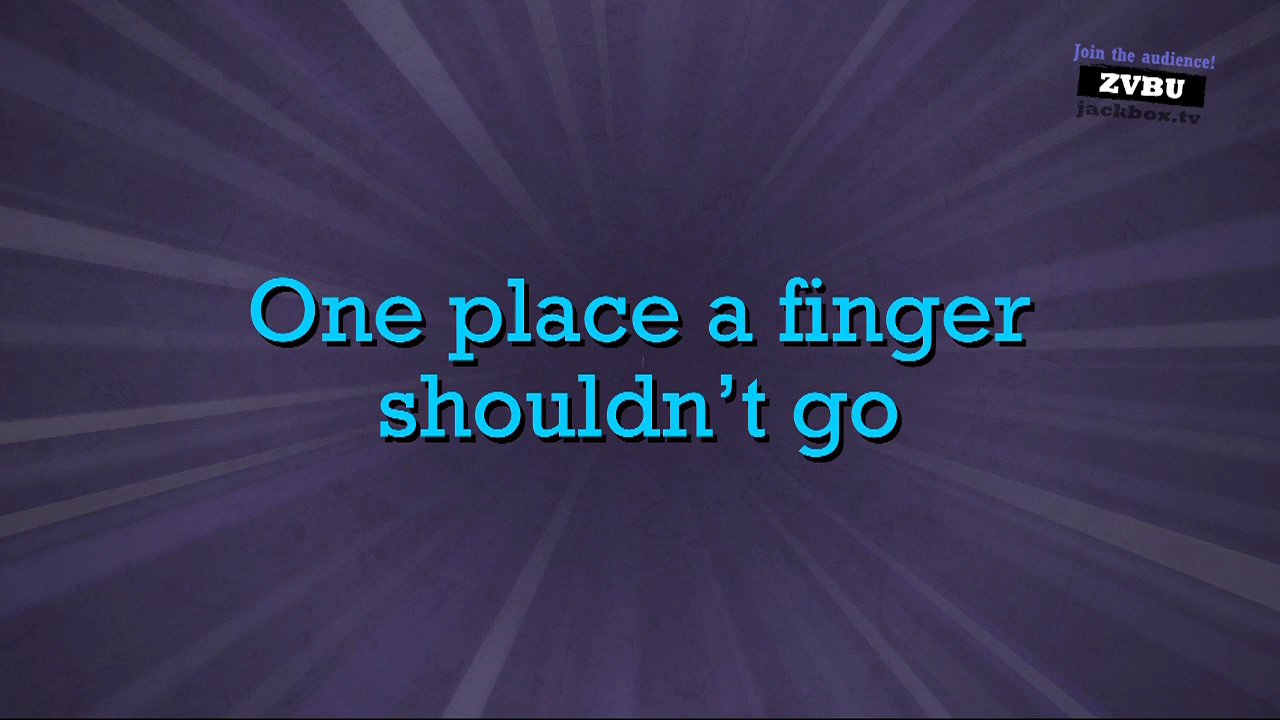 Join the audience!
ZVBU
jackbox.tv
One place a finger
shouldn’t go